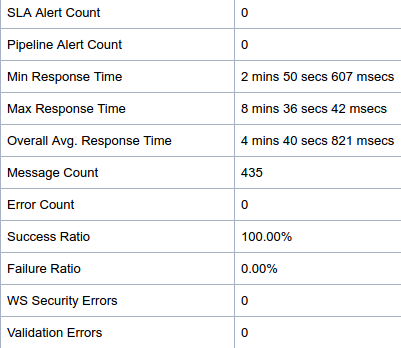 SLA Alert Count 0
Pipeline Alert Count 0
Min Response Time 2 mins 50 secs 607 msecs
Max Response Time 8 mins 36 secs 42 msecs
Overall Avg. Response Time 4 mins 40 secs 821 msecs
Message Count 435
Error Count 0
Success Ratio 100.00%
Failure Ratio 0.00%
WS Security Errors 0
Validation Errors 0